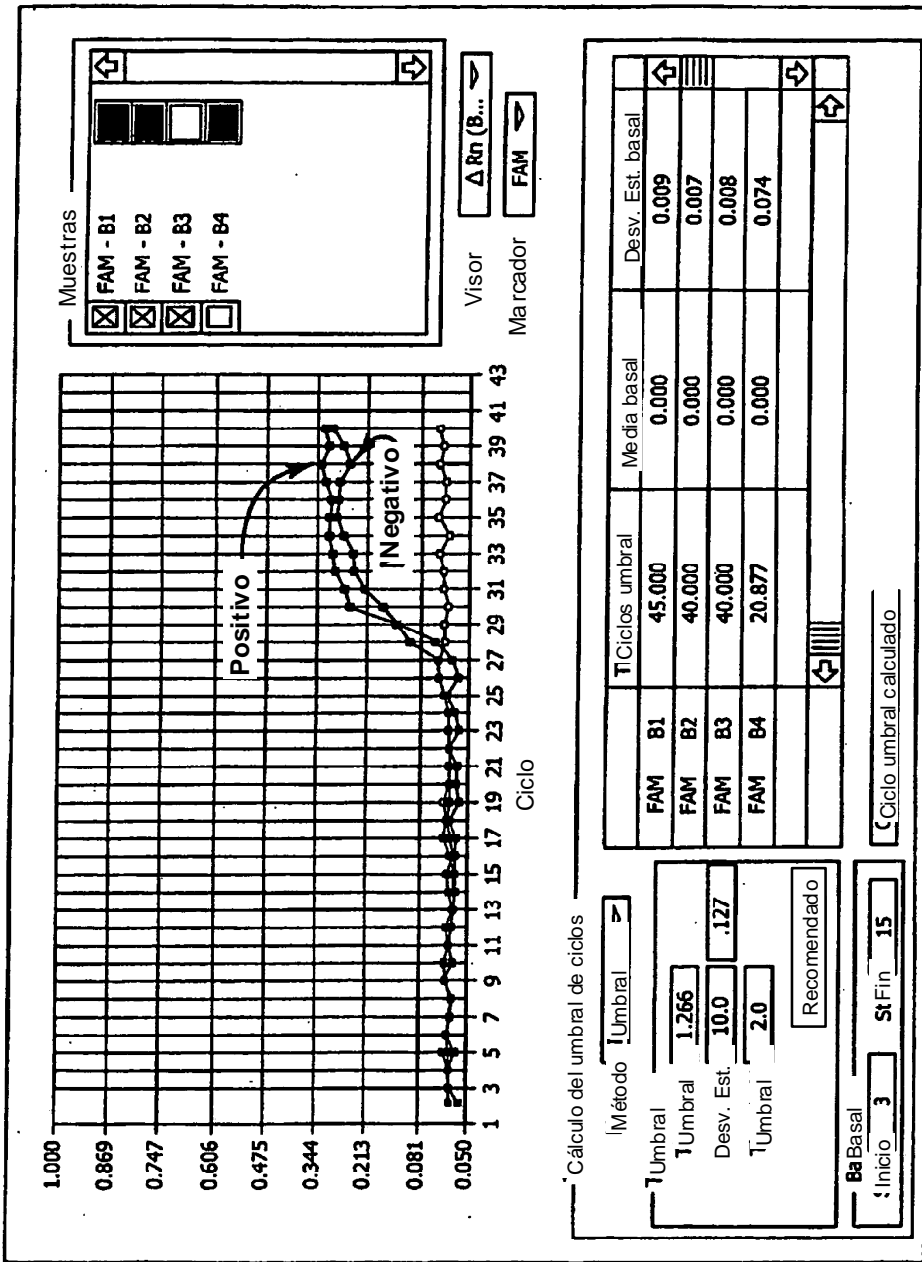 1.000
0.869
0.747
0.606
0.475
0.344
0.213
0.081
0.050
1 3 5 7 9 11 13 15 17 19 21 23 25 27 29 31 33 35 37 39 41 43
Ciclo
Positivo
Negativo
Muestras
FAM - B1
FAM - B2
FAM - B3
FAM - B4
Visor Δ Rn (B...
Marcador FAM
Cálculo del umbral de ciclos
Método Umbral
Umbral
Umbral 1.266
Desv. Est. 10.0 .127
Umbral 2.0
Recomendado
Basal
Inicio 3 Fin 15
Ciclos umbral Media basal Desv. Est. basal
FAM B1 45.000 0.000 0.009
FAM B2 40.000 0.000 0.007
FAM B3 40.000 0.000 0.008
FAM B4 20.877 0.000 0.074
Ciclo umbral calculado